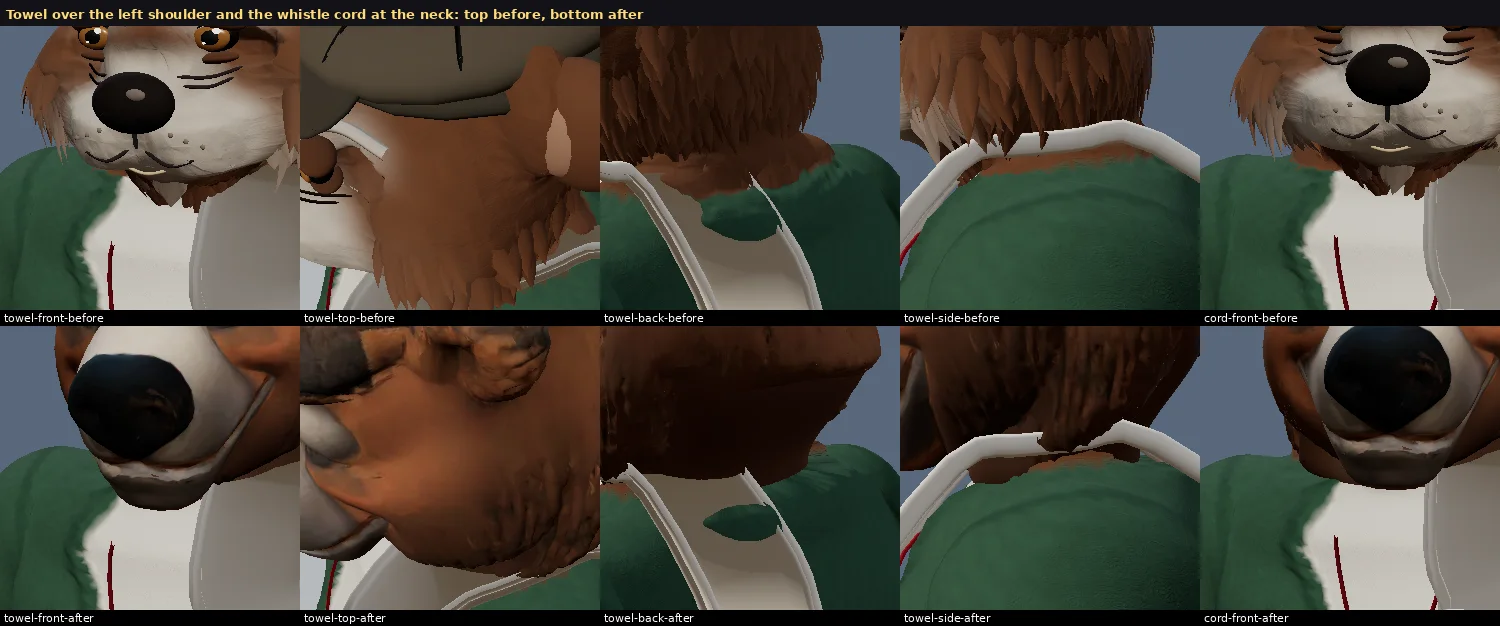 Towel over the left shoulder and the whistle cord at the neck: top before, bottom after
towel-front-before
towel-top-before
towel-back-before
towel-side-before
cord-front-before
towel-front-after
towel-top-after
towel-back-after
towel-side-after
cord-front-after